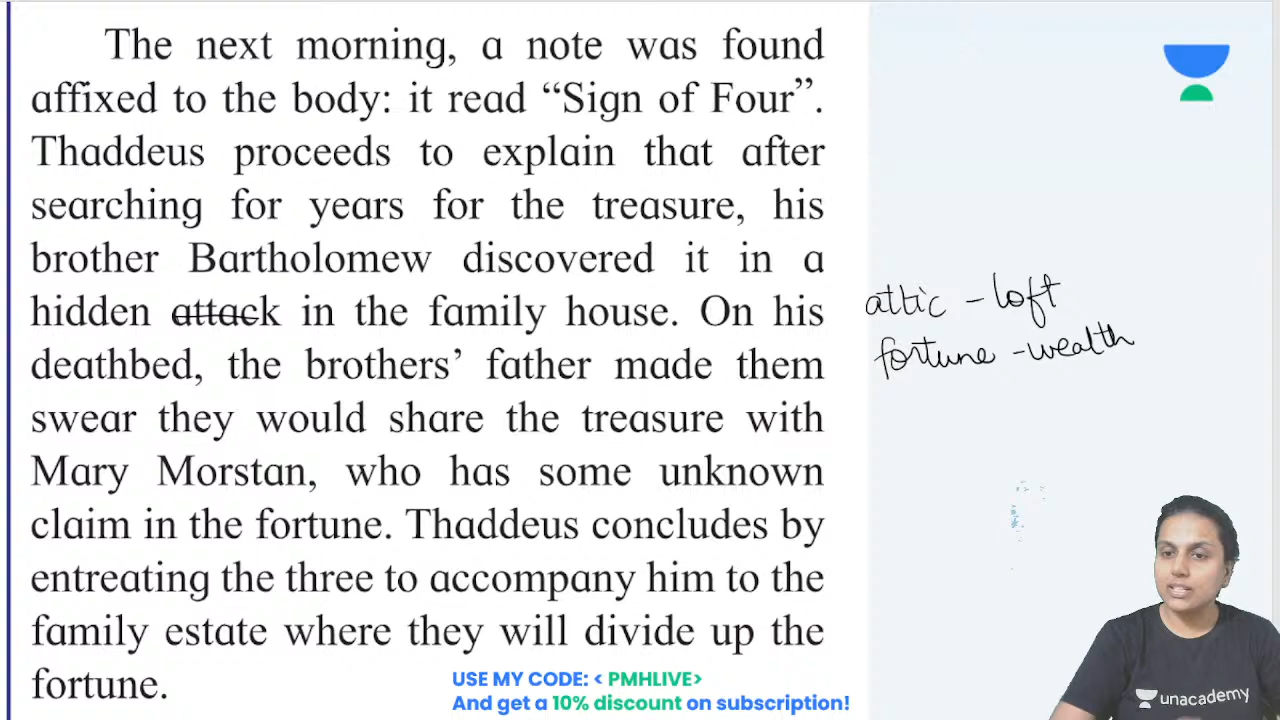 The next morning, a note was found
affixed to the body: it read “Sign of Four”.
Thaddeus proceeds to explain that after
searching for years for the treasure, his
brother Bartholomew discovered it in a
hidden attack in the family house. On his
deathbed, the brothers’ father made them
swear they would share the treasure with
Mary Morstan, who has some unknown
claim in the fortune. Thaddeus concludes by
entreating the three to accompany him to the
family estate where they will divide up the
fortune.
attic - loft
fortune - wealth
USE MY CODE: < PMHLIVE>
And get a 10% discount on subscription!
unacademy